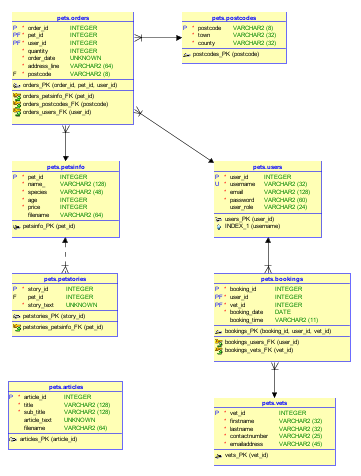 pets.orders
P * order_id INTEGER
PF * pet_id INTEGER
PF * user_id INTEGER
* quantity INTEGER
* order_date UNKNOWN
* address_line VARCHAR2 (64)
F * postcode VARCHAR2 (8)
orders_PK (order_id, pet_id, user_id)
orders_petsinfo_FK (pet_id)
orders_postcodes_FK (postcode)
orders_users_FK (user_id)
pets.postcodes
P * postcode VARCHAR2 (8)
* town VARCHAR2 (32)
* county VARCHAR2 (32)
postcodes_PK (postcode)
pets.petsinfo
P * pet_id INTEGER
* name_ VARCHAR2 (128)
* species VARCHAR2 (48)
* age INTEGER
* price INTEGER
filename VARCHAR2 (64)
petsinfo_PK (pet_id)
pets.users
P * user_id INTEGER
U * username VARCHAR2 (32)
* email VARCHAR2 (128)
* password VARCHAR2 (60)
* user_role VARCHAR2 (24)
users_PK (user_id)
INDEX_1 (username)
pets.petstories
P * story_id INTEGER
F pet_id INTEGER
* story_text UNKNOWN
petstories_PK (story_id)
petstories_petsinfo_FK (pet_id)
pets.bookings
P * booking_id INTEGER
PF * user_id INTEGER
PF * vet_id INTEGER
* booking_date DATE
booking_time VARCHAR2 (11)
bookings_PK (booking_id, user_id, vet_id)
bookings_users_FK (user_id)
bookings_vets_FK (vet_id)
pets.articles
P * article_id INTEGER
* title VARCHAR2 (128)
* sub_title VARCHAR2 (128)
article_text UNKNOWN
filename VARCHAR2 (64)
articles_PK (article_id)
pets.vets
P * vet_id INTEGER
* firstname VARCHAR2 (32)
* lastname VARCHAR2 (32)
* contactnumber VARCHAR2 (25)
* emailaddress VARCHAR2 (45)
vets_PK (vet_id)